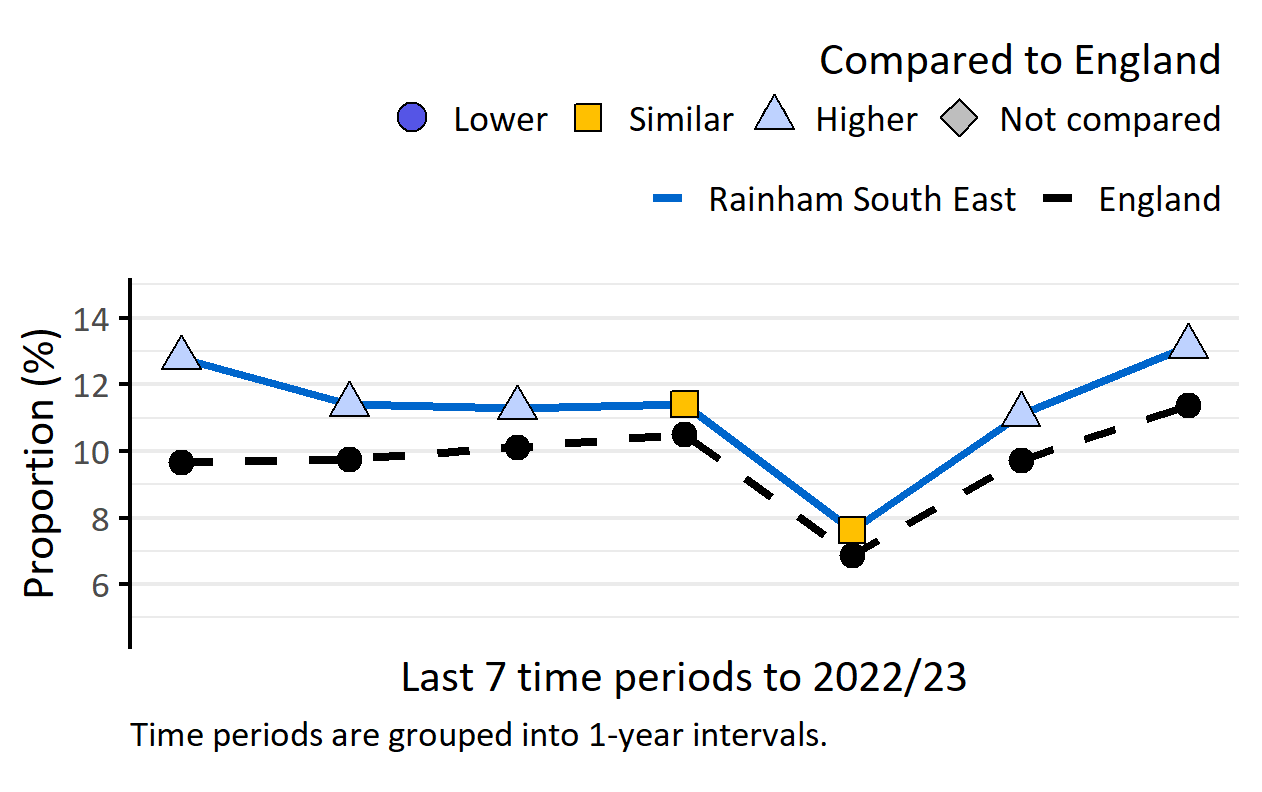 Compared to England
Lower Similar Higher Not compared
Rainham South East England
Proportion (%)
14
12
10
8
6
Last 7 time periods to 2022/23
Time periods are grouped into 1-year intervals.